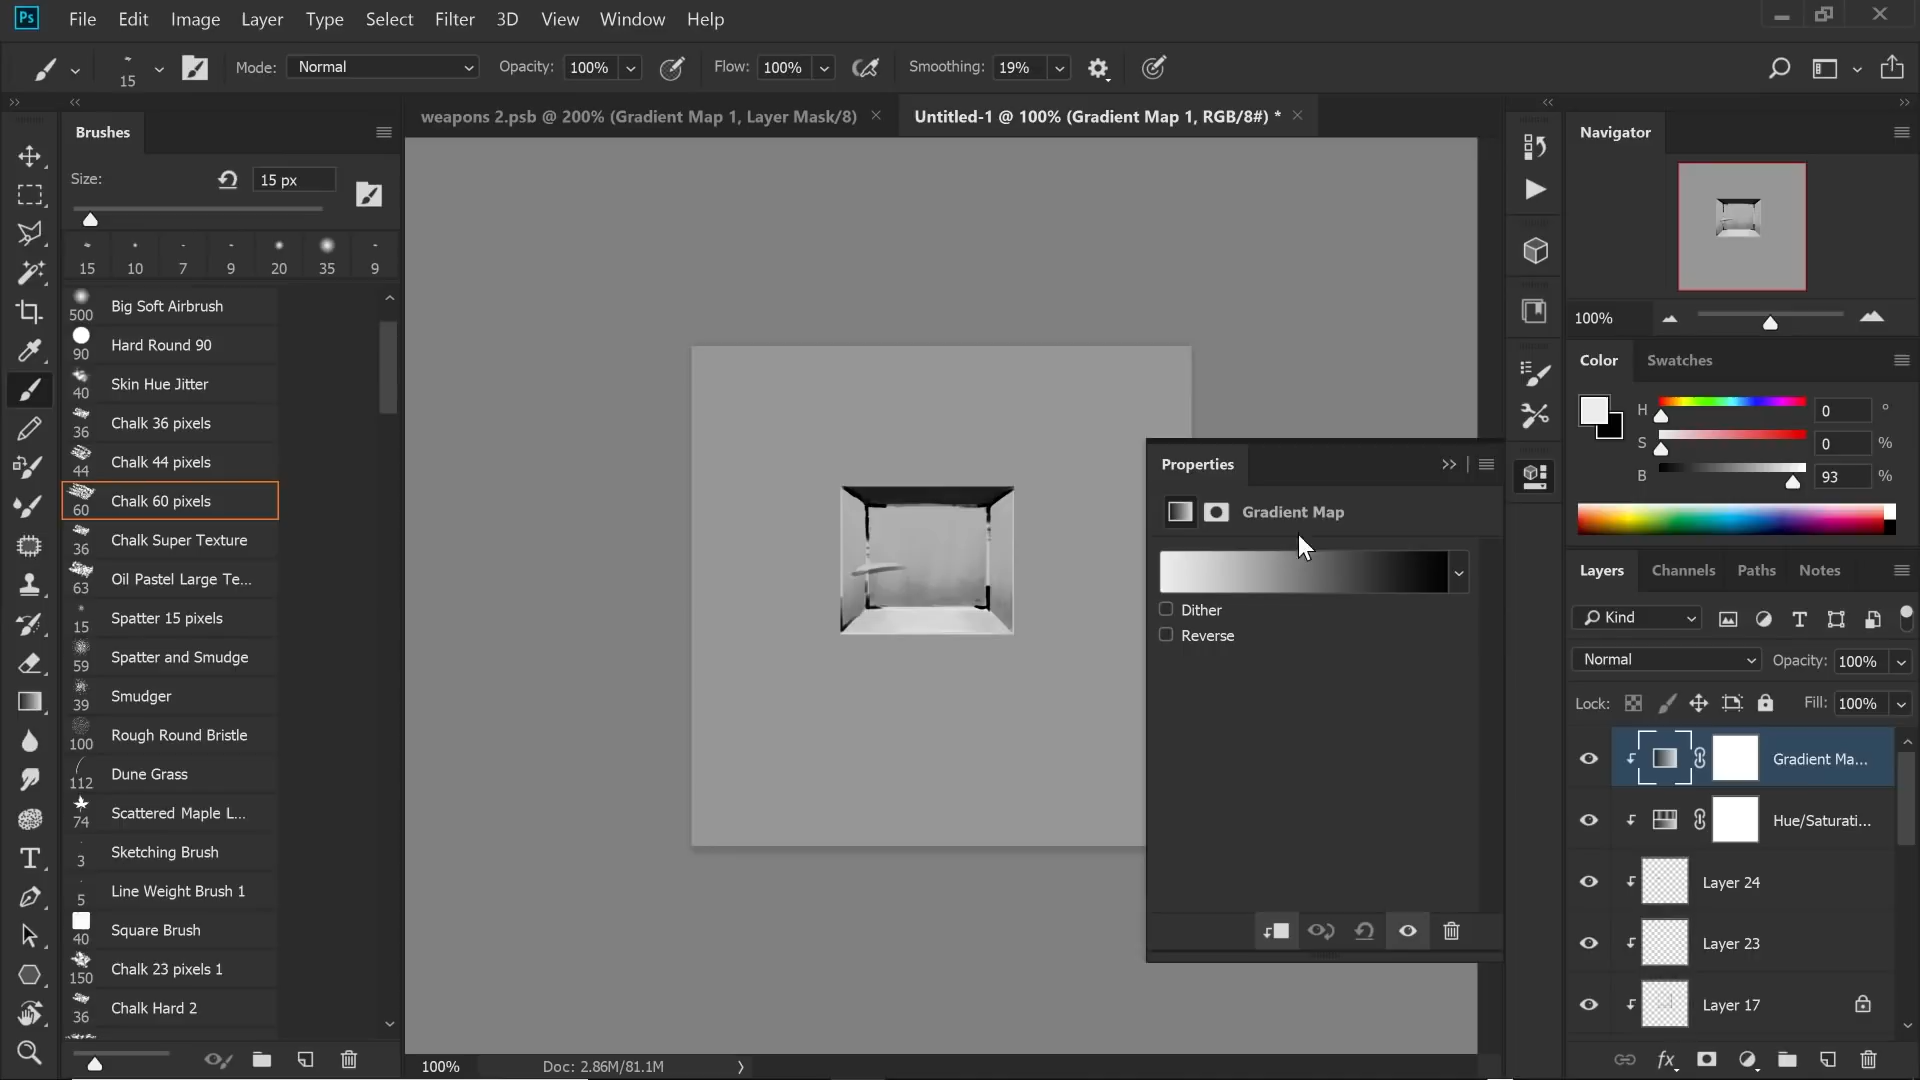 Ps File Edit Image Layer Type Select Filter 3D View Window Help
15 Mode: Normal Opacity: 100% Flow: 100% Smoothing: 19%
weapons 2.psb @ 200% (Gradient Map 1, Layer Mask/8) Untitled-1 @ 100% (Gradient Map 1, RGB/8#) *
Brushes
Size: 15 px
15 10 7 9 20 35 9
500 Big Soft Airbrush
90 Hard Round 90
40 Skin Hue Jitter
36 Chalk 36 pixels
44 Chalk 44 pixels
60 Chalk 60 pixels
36 Chalk Super Texture
63 Oil Pastel Large Te...
15 Spatter 15 pixels
59 Spatter and Smudge
39 Smudger
100 Rough Round Bristle
112 Dune Grass
74 Scattered Maple L...
3 Sketching Brush
5 Line Weight Brush 1
40 Square Brush
150 Chalk 23 pixels 1
36 Chalk Hard 2
100% Doc: 2.86M/81.1M
Properties
Gradient Map
Dither
Reverse
Navigator
100%
Color Swatches
H 0 °
S 0 %
B 93 %
Layers Channels Paths Notes
Kind
Normal Opacity: 100%
Lock: Fill: 100%
Gradient Ma...
Hue/Saturati...
Layer 24
Layer 23
Layer 17
fx